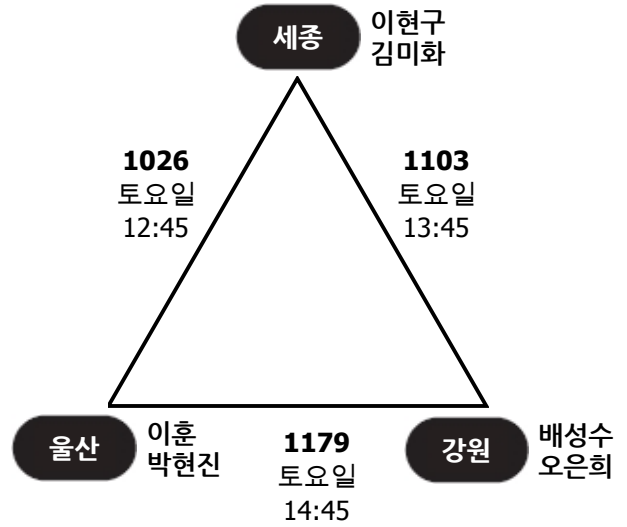 세종
이현구
김미화
1026
토요일
12:45
1103
토요일
13:45
울산
이훈
박현진
1179
토요일
14:45
강원
배성수
오은희